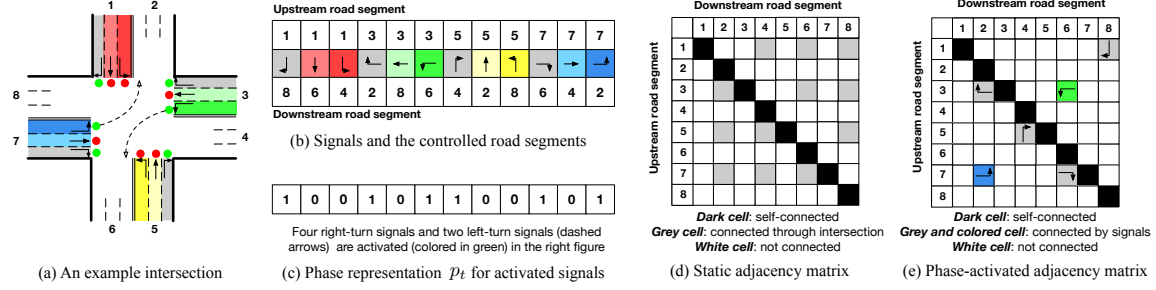 1 2
8 3
7 4
6 5
(a) An example intersection
Upstream road segment
1 1 1 3 3 3 5 5 5 7 7 7
8 6 4 2 8 6 4 2 8 6 4 2
Downstream road segment
(b) Signals and the controlled road segments
1 0 0 1 0 1 1 0 0 1 0 1
Four right-turn signals and two left-turn signals (dashed
arrows) are activated (colored in green) in the right figure
(c) Phase representation p_t for activated signals
Downstream road segment
1 2 3 4 5 6 7 8
Upstream road segment
1
2
3
4
5
6
7
8
Dark cell: self-connected
Grey cell: connected through intersection
White cell: not connected
(d) Static adjacency matrix
Downstream road segment
1 2 3 4 5 6 7 8
Upstream road segment
1
2
3
4
5
6
7
8
Dark cell: self-connected
Grey and colored cell: connected by signals
White cell: not connected
(e) Phase-activated adjacency matrix